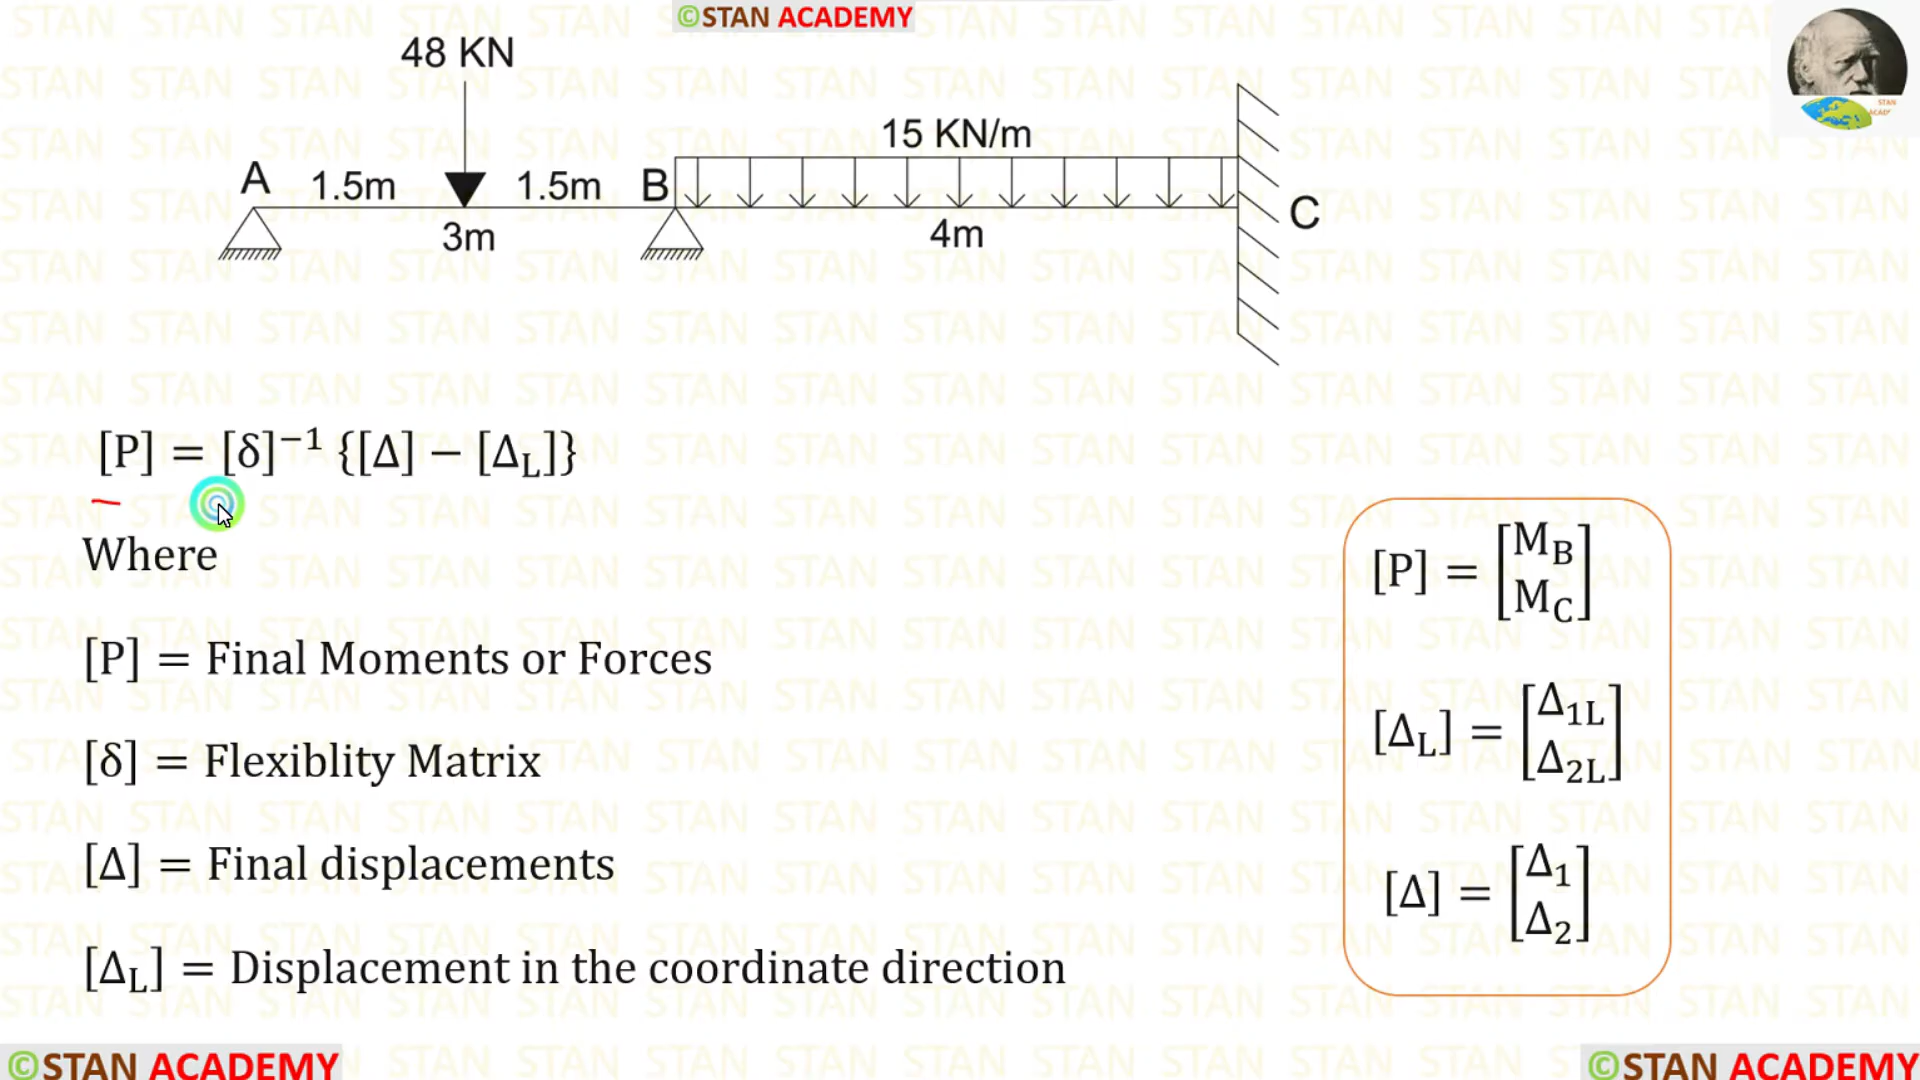 ©STAN ACADEMY
48 KN
15 KN/m
A 1.5m 1.5m B
C
3m 4m
[P] = [δ]⁻¹ {[Δ] − [Δ_L]}
Where
[P] = Final Moments or Forces
[δ] = Flexiblity Matrix
[Δ] = Final displacements
[Δ_L] = Displacement in the coordinate direction
[P] = [M_B M_C]
[Δ_L] = [Δ_1L Δ_2L]
[Δ] = [Δ_1 Δ_2]
©STAN ACADEMY
©STAN ACADEMY